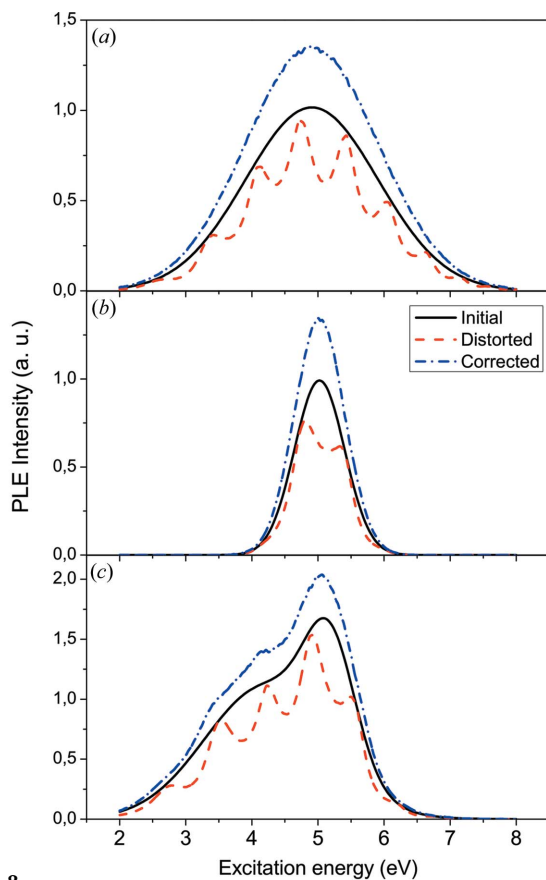 1,5
(a)
1,0
0,5
0,0
(b)
Initial
Distorted
Corrected
1,0
0,5
0,0
PLE Intensity (a. u.)
(c)
2,0
1,5
1,0
0,5
0,0
2 3 4 5 6 7 8
Excitation energy (eV)
8